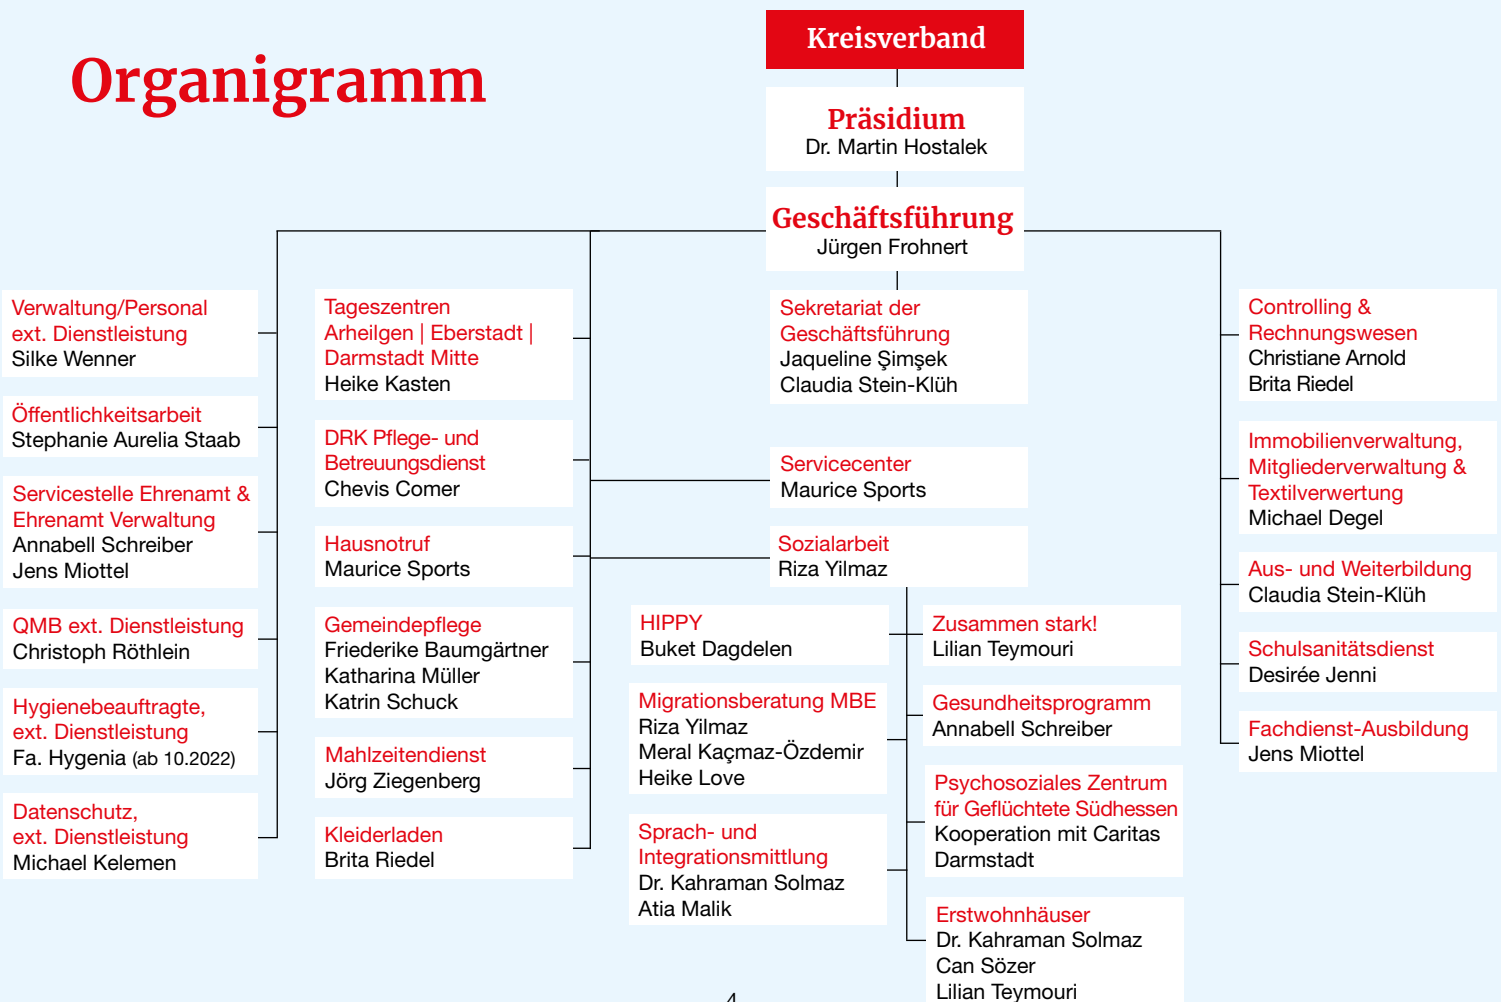 Organigramm
Kreisverband
Präsidium
Dr. Martin Hostalek
Geschäftsführung
Jürgen Frohnert
Verwaltung/Personal
ext. Dienstleistung
Silke Wenner
Öffentlichkeitsarbeit
Stephanie Aurelia Staab
Servicestelle Ehrenamt &
Ehrenamt Verwaltung
Annabell Schreiber
Jens Miottel
QMB ext. Dienstleistung
Christoph Röthlein
Hygienebeauftragte,
ext. Dienstleistung
Fa. Hygenia (ab 10.2022)
Datenschutz,
ext. Dienstleistung
Michael Kelemen
Tageszentren
Arheilgen | Eberstadt |
Darmstadt Mitte
Heike Kasten
DRK Pflege- und
Betreuungsdienst
Chevis Comer
Hausnotruf
Maurice Sports
Gemeindepflege
Friederike Baumgärtner
Katharina Müller
Katrin Schuck
Mahlzeitendienst
Jörg Ziegenberg
Kleiderladen
Brita Riedel
Sekretariat der
Geschäftsführung
Jaqueline Şimşek
Claudia Stein-Klüh
Servicecenter
Maurice Sports
Sozialarbeit
Riza Yilmaz
HIPPY
Buket Dagdelen
Migrationsberatung MBE
Riza Yilmaz
Meral Kaçmaz-Özdemir
Heike Love
Sprach- und
Integrationsmittlung
Dr. Kahraman Solmaz
Atia Malik
Zusammen stark!
Lilian Teymouri
Gesundheitsprogramm
Annabell Schreiber
Psychosoziales Zentrum
für Geflüchtete Südhessen
Kooperation mit Caritas
Darmstadt
Erstwohnhäuser
Dr. Kahraman Solmaz
Can Sözer
Lilian Teymouri
Controlling &
Rechnungswesen
Christiane Arnold
Brita Riedel
Immobilienverwaltung,
Mitgliederverwaltung &
Textilverwertung
Michael Degel
Aus- und Weiterbildung
Claudia Stein-Klüh
Schulsanitätsdienst
Desirée Jenni
Fachdienst-Ausbildung
Jens Miottel
4